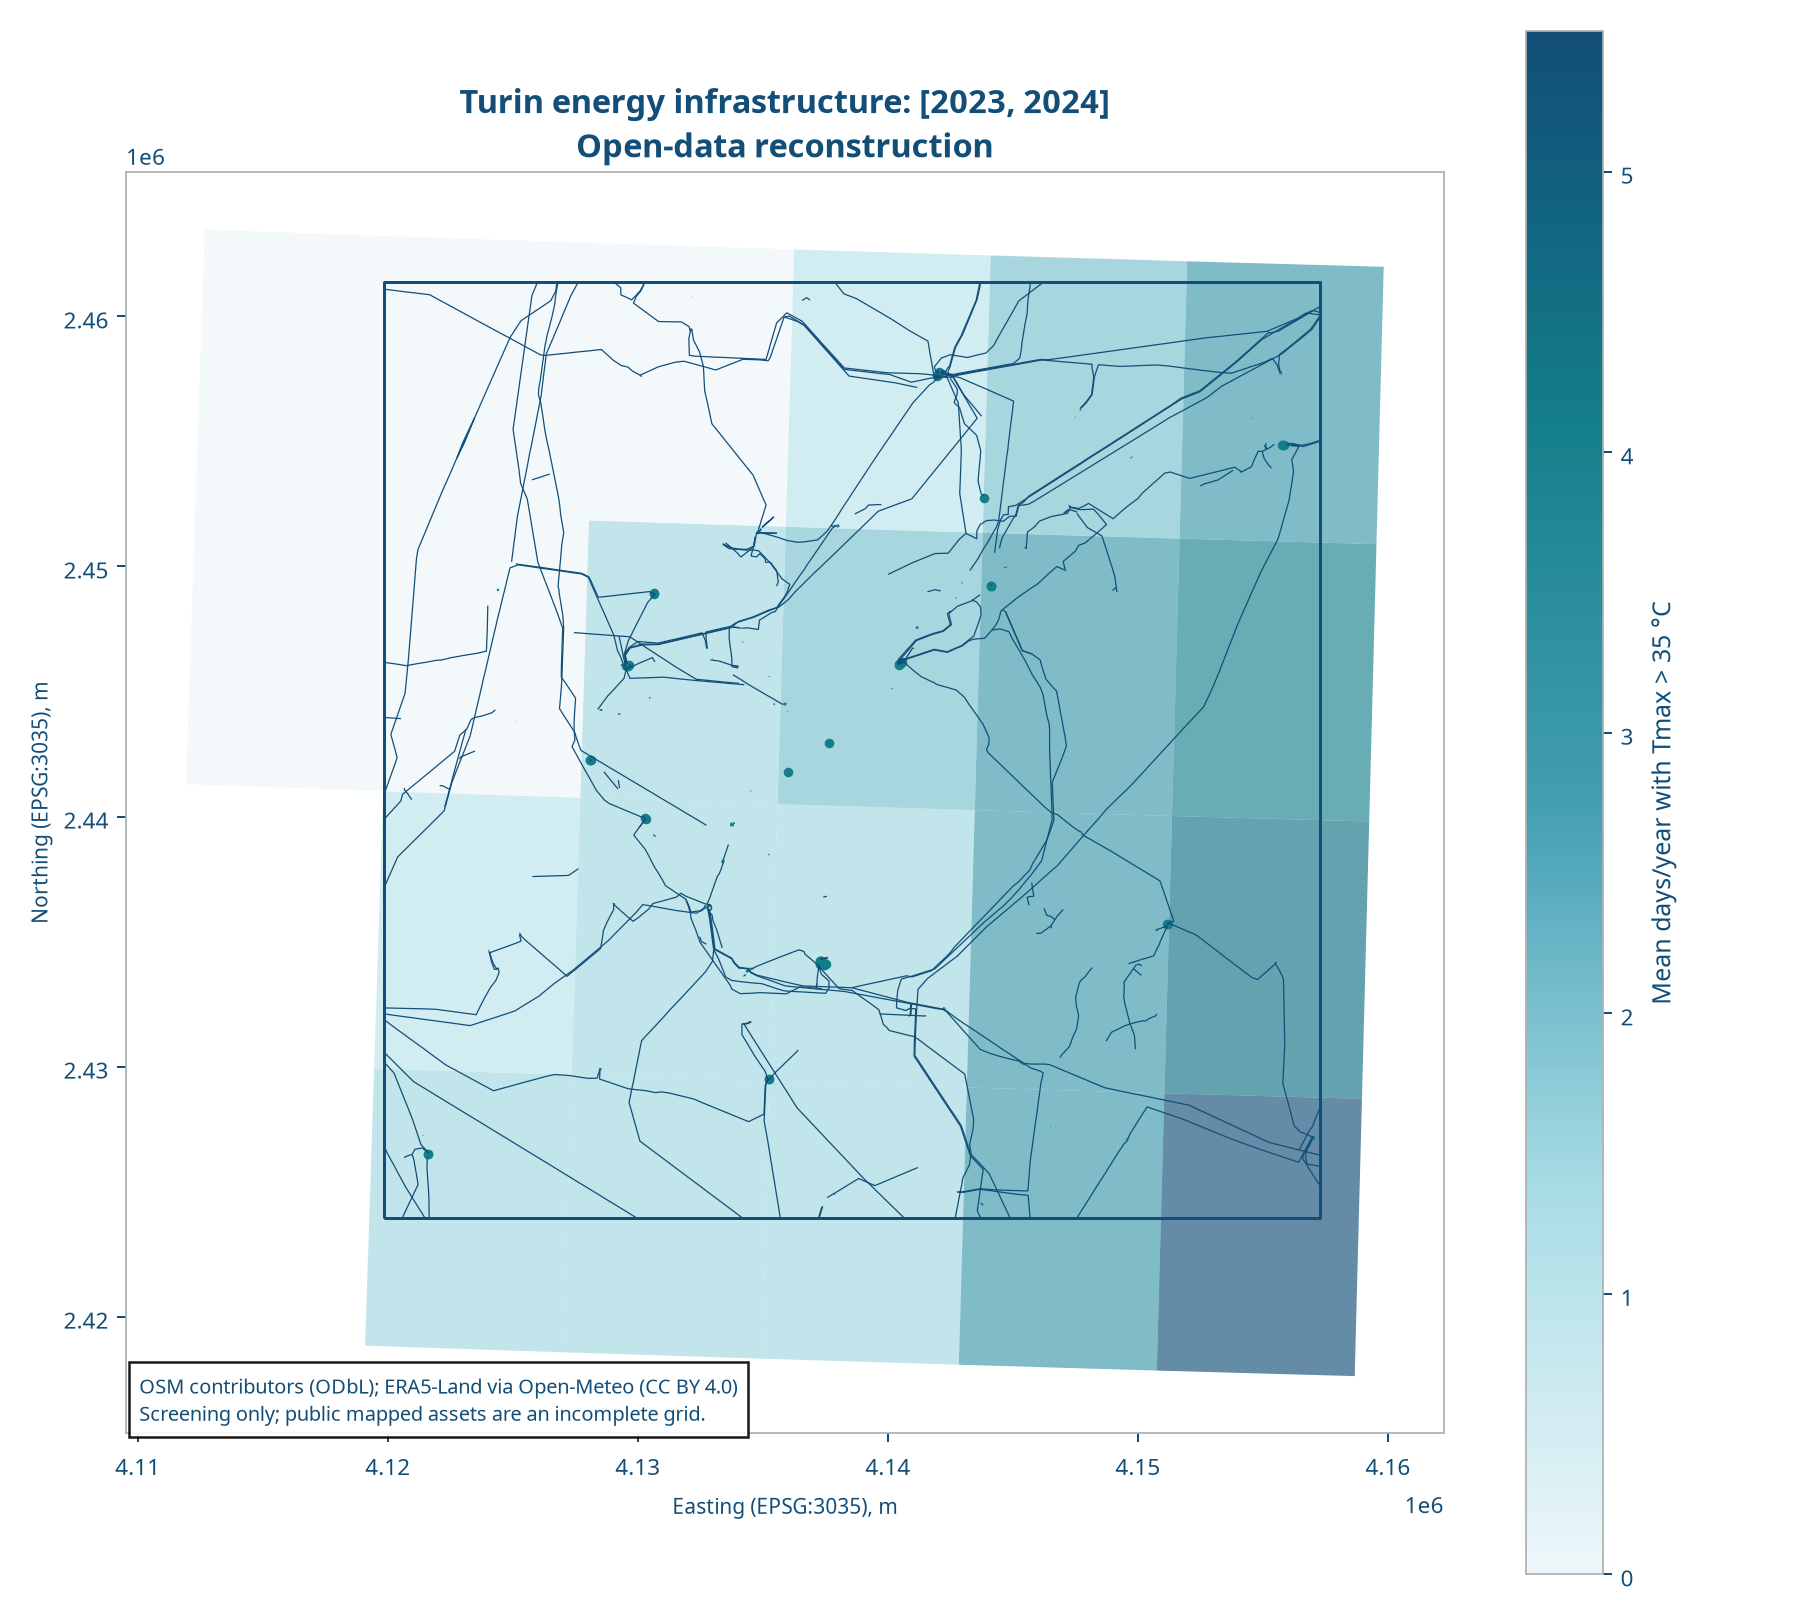 Turin energy infrastructure: [2023, 2024]
Open-data reconstruction
1e6
2.46
2.45
2.44
2.43
2.42
Northing (EPSG:3035), m
OSM contributors (ODbL); ERA5-Land via Open-Meteo (CC BY 4.0)
Screening only; public mapped assets are an incomplete grid.
4.11
4.12
4.13
4.14
4.15
4.16
Easting (EPSG:3035), m
1e6
5
4
3
2
1
0
Mean days/year with Tmax > 35 °C